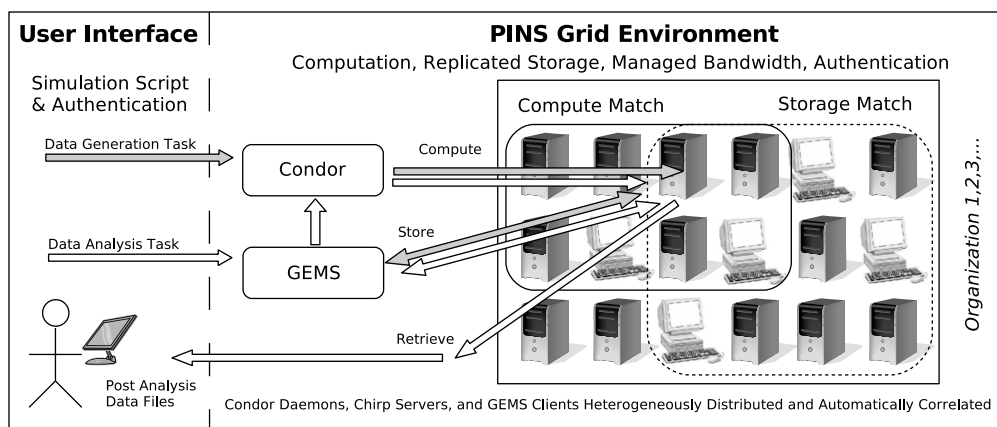 User Interface
PINS Grid Environment
Computation, Replicated Storage, Managed Bandwidth, Authentication
Simulation Script
& Authentication
Compute Match
Storage Match
Data Generation Task
Condor
Compute
Data Analysis Task
GEMS
Store
Retrieve
Organization 1,2,3,...
Post Analysis
Data Files
Condor Daemons, Chirp Servers, and GEMS Clients Heterogeneously Distributed and Automatically Correlated